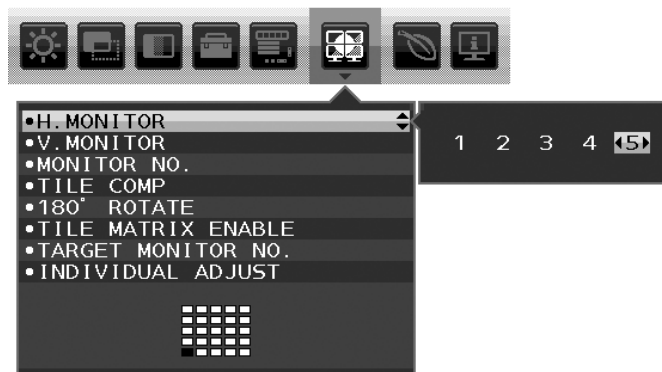 •H.MONITOR
1 2 3 4 5
•V.MONITOR
•MONITOR NO.
•TILE COMP
•180° ROTATE
•TILE MATRIX ENABLE
•TARGET MONITOR NO.
•INDIVIDUAL ADJUST